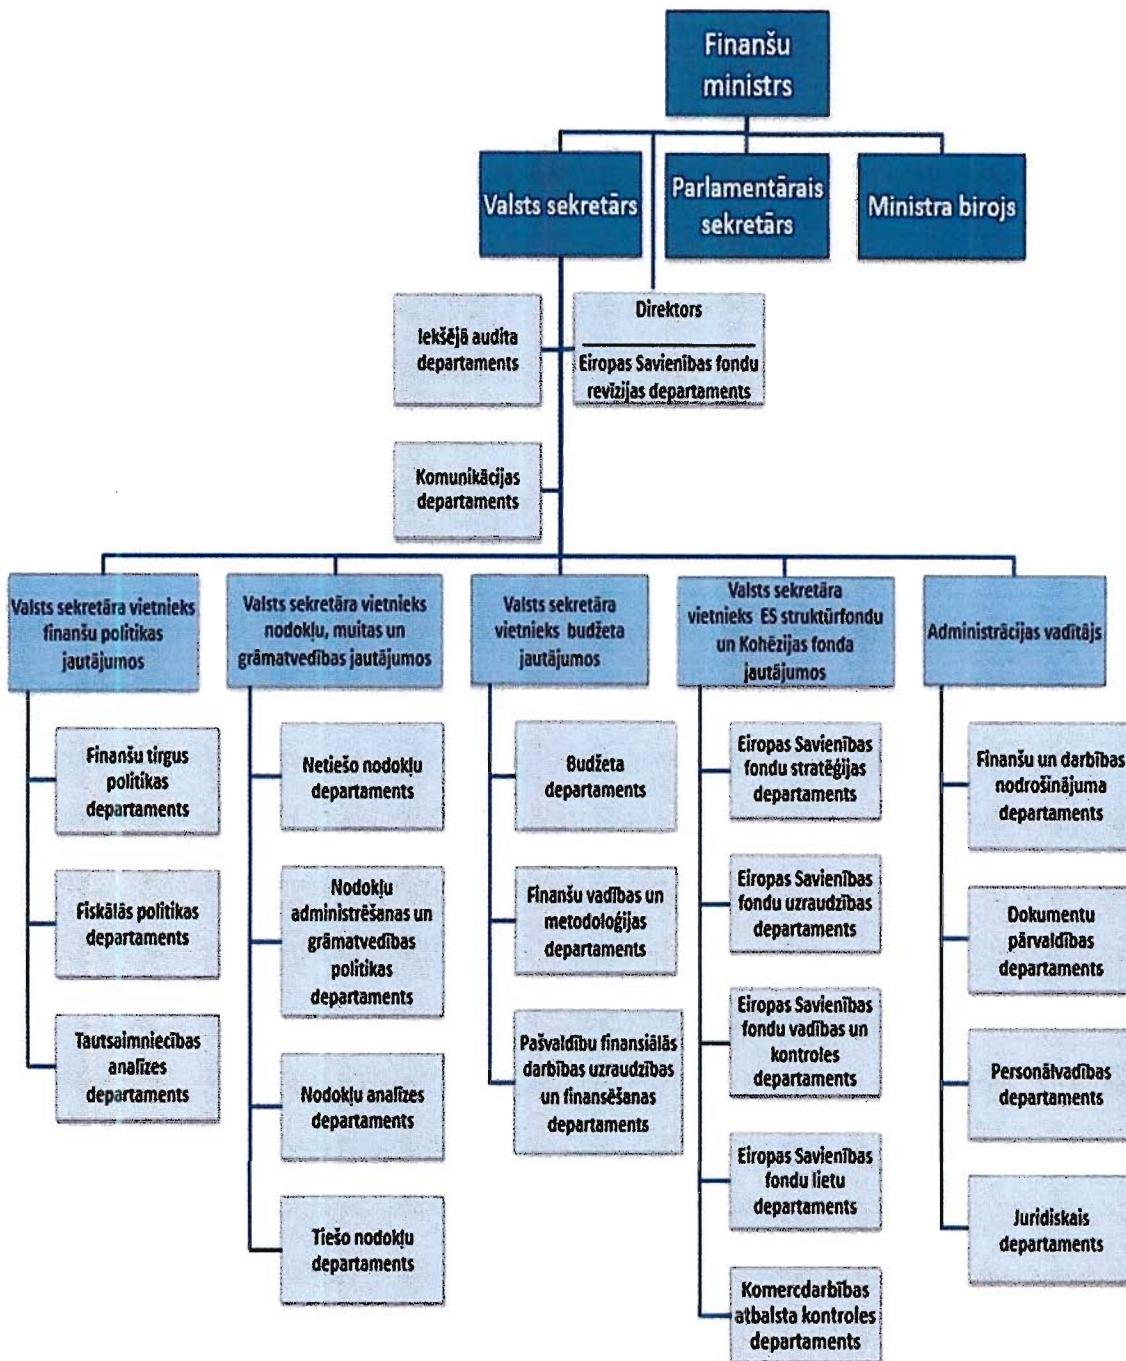 Finanšu
ministrs
Valsts sekretārs
Parlamentārais
sekretārs
Ministra birojs
Iekšējā audita
departaments
Direktors
Eiropas Savienības fondu
revīzijas departaments
Komunikācijas
departaments
Valsts sekretāra vietnieks
finanšu politikas
jautājumos
Valsts sekretāra vietnieks
nodokļu, muitas un
grāmatvedības jautājumos
Valsts sekretāra
vietnieks budžeta
jautājumos
Valsts sekretāra
vietnieks ES struktūrfondu
un Kohēzijas fonda
jautājumos
Administrācijas vadītājs
Finanšu tirgus
politikas
departaments
Fiskālās politikas
departaments
Tautsaimniecības
analīzes
departaments
Netiešo nodokļu
departaments
Nodokļu
administrēšanas un
grāmatvedības
politikas
departaments
Nodokļu analīzes
departaments
Tiešo nodokļu
departaments
Budžeta
departaments
Finanšu vadības un
metodoloģijas
departaments
Pašvaldību finansiālās
darbības uzraudzības
un finansēšanas
departaments
Eiropas Savienības
fondu stratēģijas
departaments
Eiropas Savienības
fondu uzraudzības
departaments
Eiropas Savienības
fondu vadības un
kontroles
departaments
Eiropas Savienības
fondu lietu
departaments
Komercdarbības
atbalsta kontroles
departaments
Finanšu un darbības
nodrošinājuma
departaments
Dokumentu
pārvaldības
departaments
Personālvadības
departaments
Juridiskais
departaments